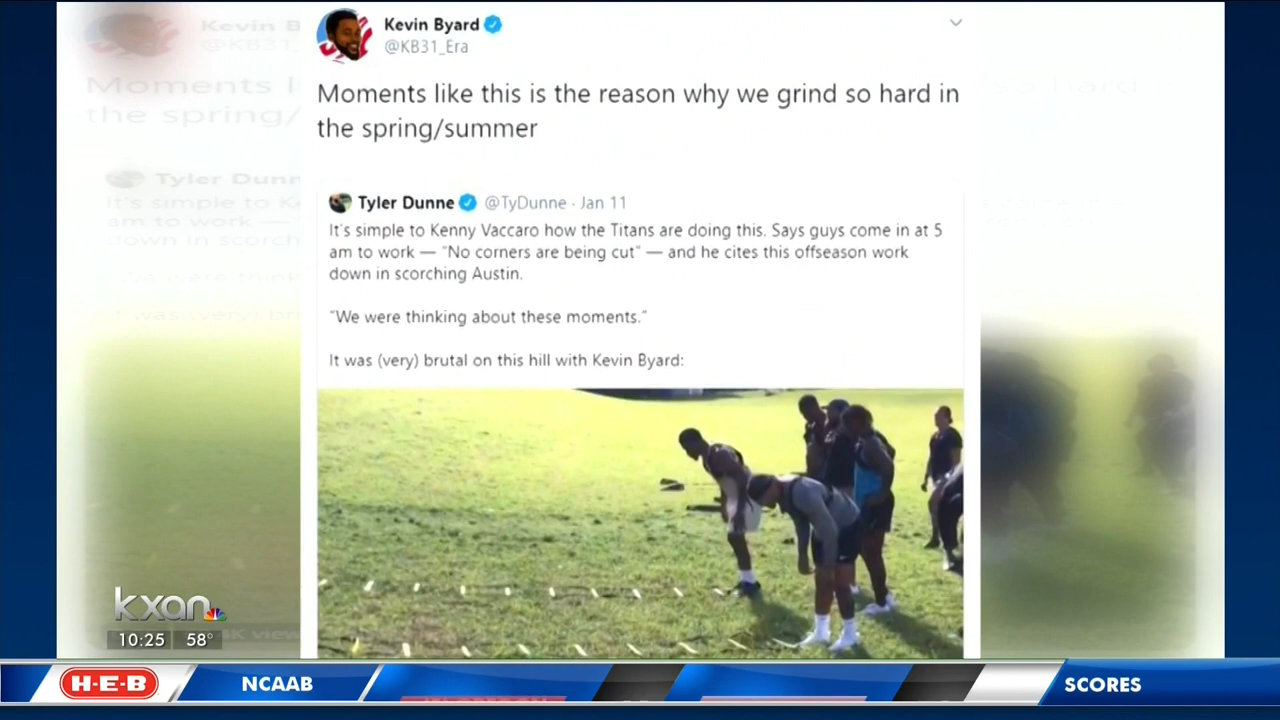 Kevin Byard
@KB31_Era
Moments like this is the reason why we grind so hard in
the spring/summer
Tyler Dunne @TyDunne · Jan 11
It's simple to Kenny Vaccaro how the Titans are doing this. Says guys come in at 5
am to work — "No corners are being cut" — and he cites this offseason work
down in scorching Austin.
"We were thinking about these moments."
It was (very) brutal on this hill with Kevin Byard:
kxan
10:25 58°
H-E-B NCAAB SCORES